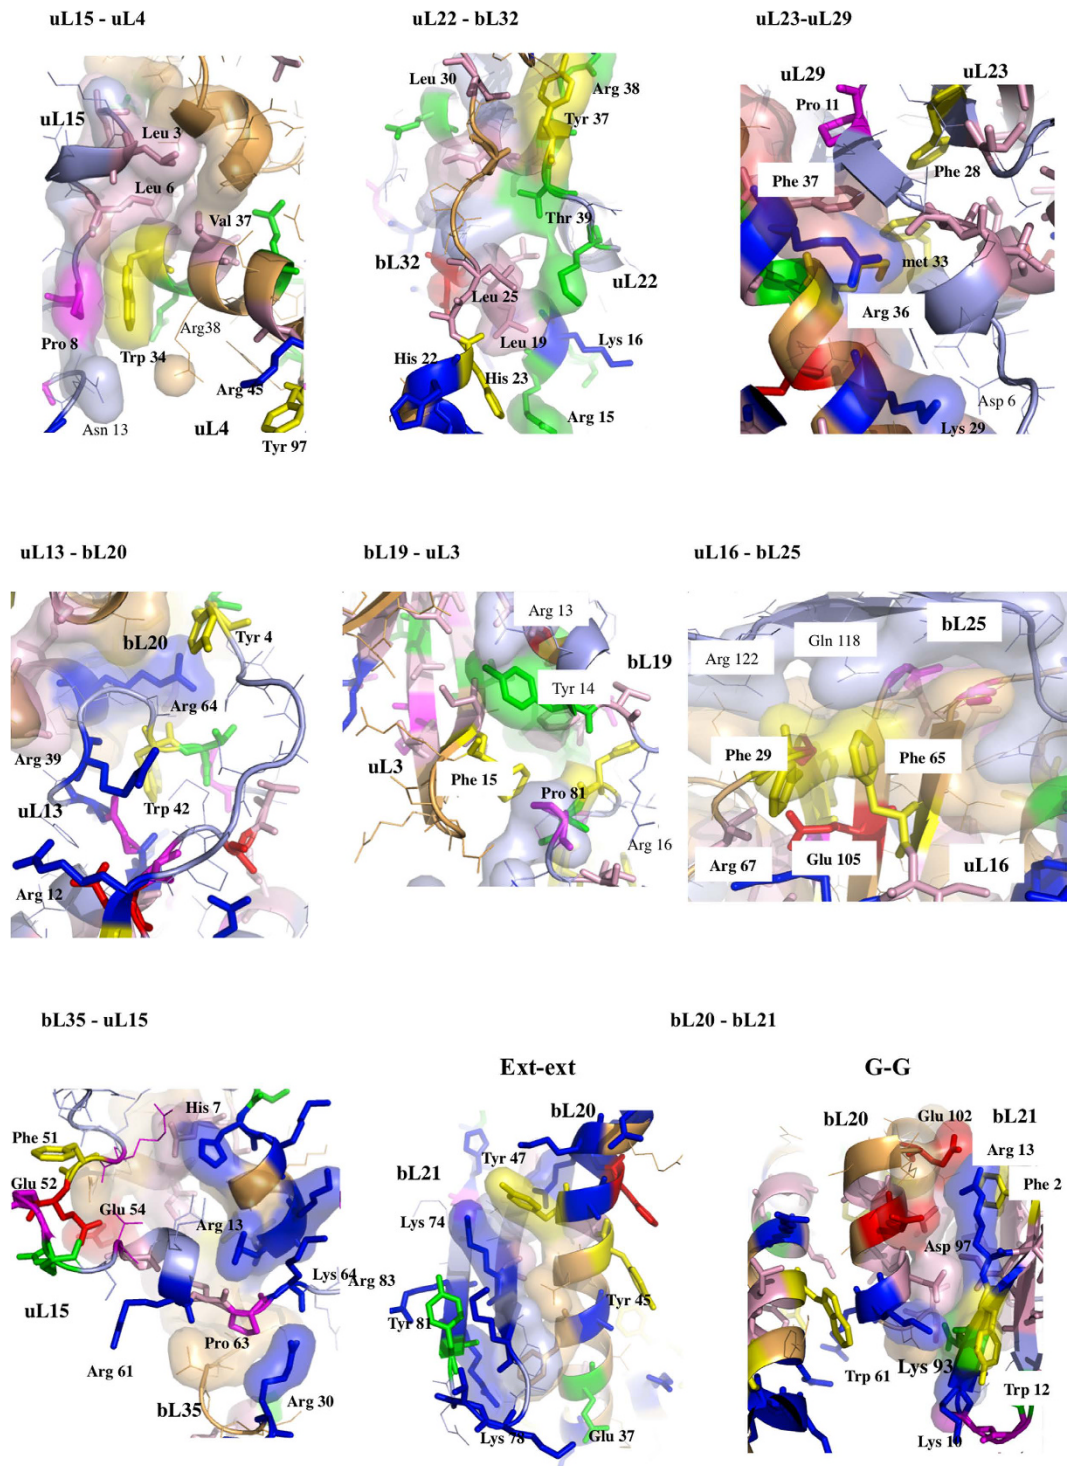 uL15 - uL4
uL22 - bL32
uL23-uL29
uL15
Leu 3
Leu 6
Val 37
Pro 8
Trp 34
Arg38
Arg 45
Asn 13
uL4
Tyr 97
Leu 30
Arg 38
Tyr 37
Thr 39
bL32
uL22
Leu 25
Leu 19
Lys 16
His 22
His 23
Arg 15
uL29
uL23
Pro 11
Phe 28
Phe 37
met 33
Arg 36
Asp 6
Lys 29
uL13 - bL20
bL19 - uL3
uL16 - bL25
bL20
Tyr 4
Arg 64
Arg 39
uL13
Trp 42
Arg 12
Arg 13
bL19
Tyr 14
uL3
Phe 15
Pro 81
Arg 16
bL25
Gln 118
Arg 122
Phe 29
Phe 65
Arg 67
Glu 105
uL16
bL35 - uL15
bL20 - bL21
Ext-ext
G-G
His 7
Phe 51
Glu 52
Glu 54
Arg 13
Lys 64
Arg 83
uL15
Pro 63
Arg 61
bL35
Arg 30
bL20
bL21
Tyr 47
Lys 74
Tyr 45
Tyr 81
Lys 78
Glu 37
bL20
Glu 102
bL21
Arg 13
Phe 2
Asp 97
Trp 61
Lys 93
Trp 12
Lys 10